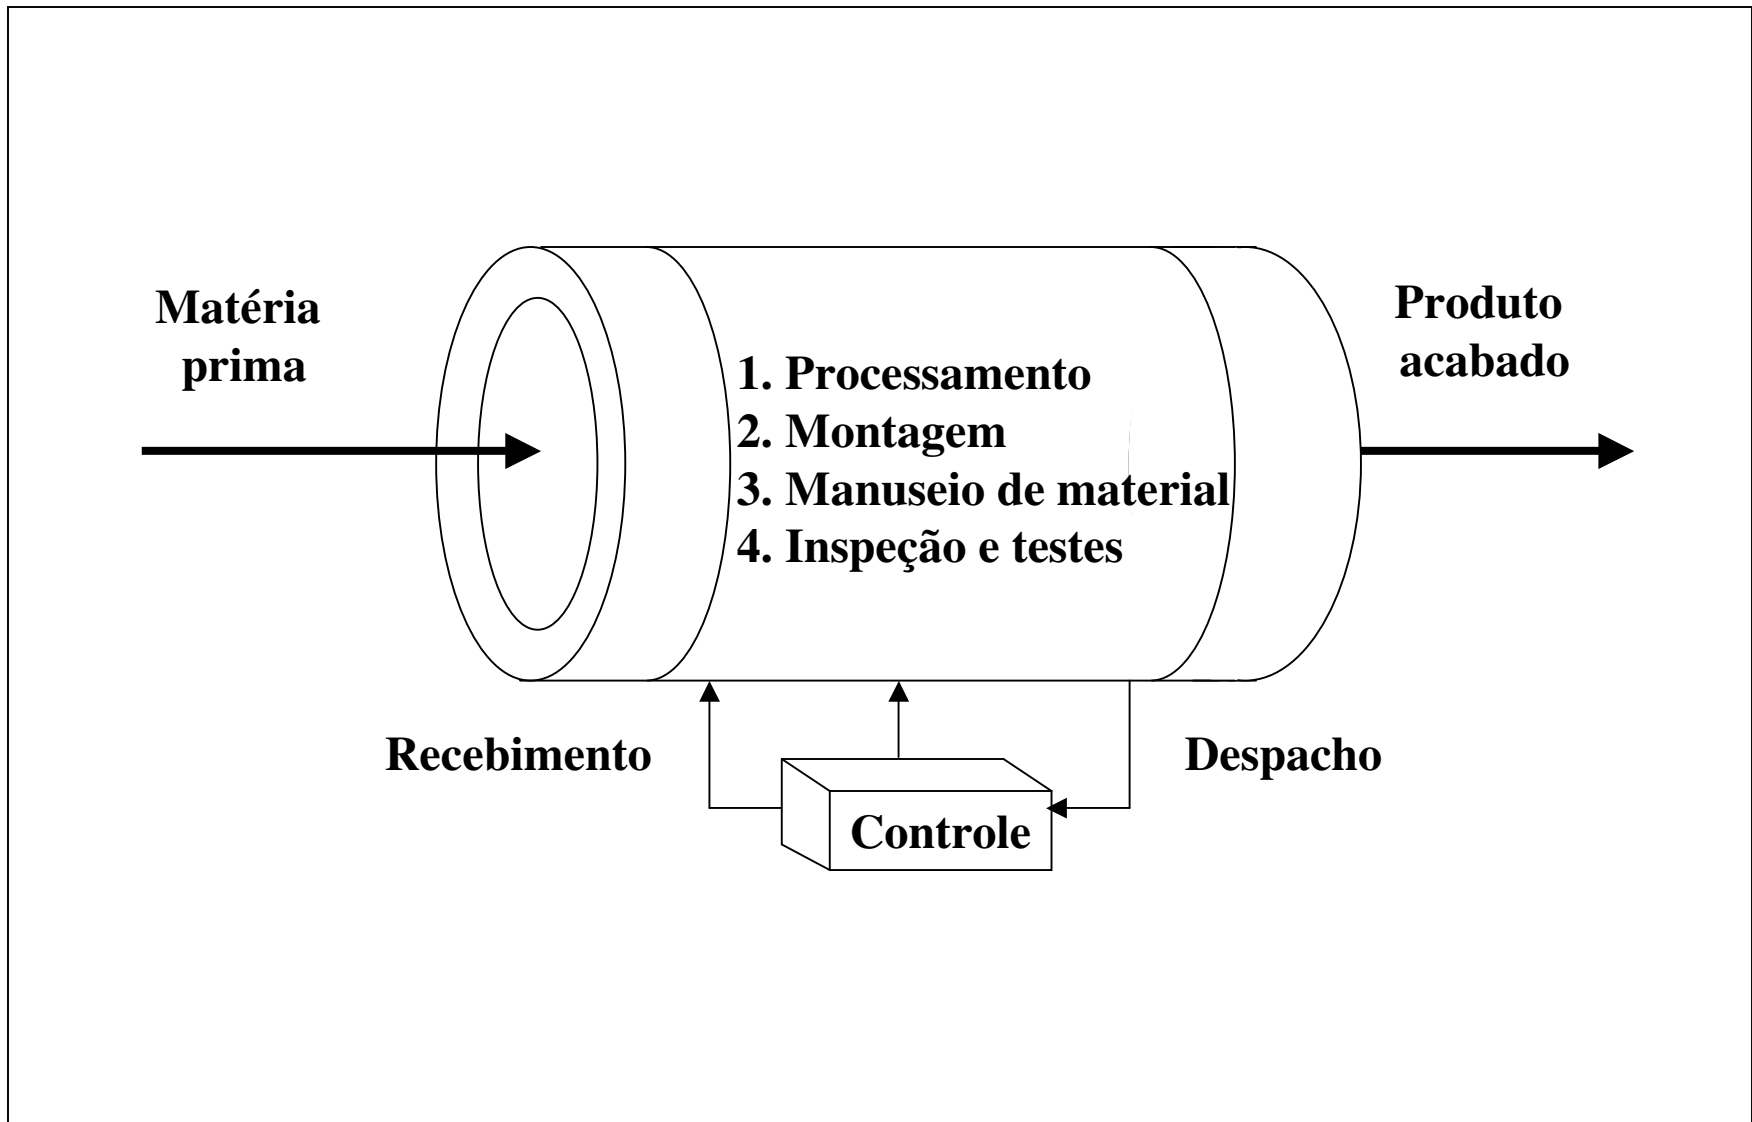 Matéria
prima
1. Processamento
2. Montagem
3. Manuseio de material
4. Inspeção e testes
Produto
acabado
Recebimento
Controle
Despacho